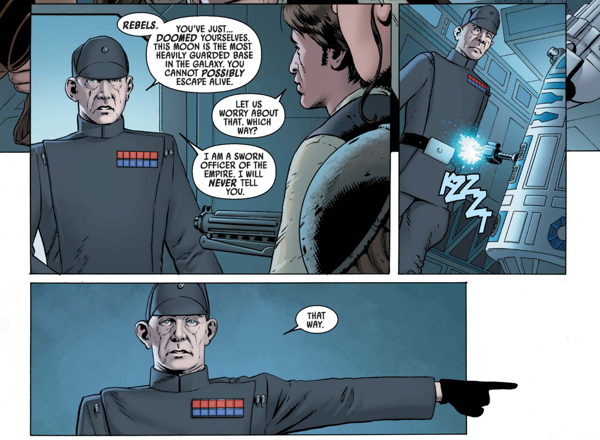 REBELS.
YOU'VE JUST...
DOOMED YOURSELVES.
THIS MOON IS THE MOST
HEAVILY GUARDED BASE
IN THE GALAXY. YOU
CANNOT POSSIBLY
ESCAPE ALIVE.
LET US
WORRY ABOUT
THAT. WHICH
WAY?
I AM A SWORN
OFFICER OF THE
EMPIRE. I WILL
NEVER TELL
YOU.
KZZZT
THAT
WAY.